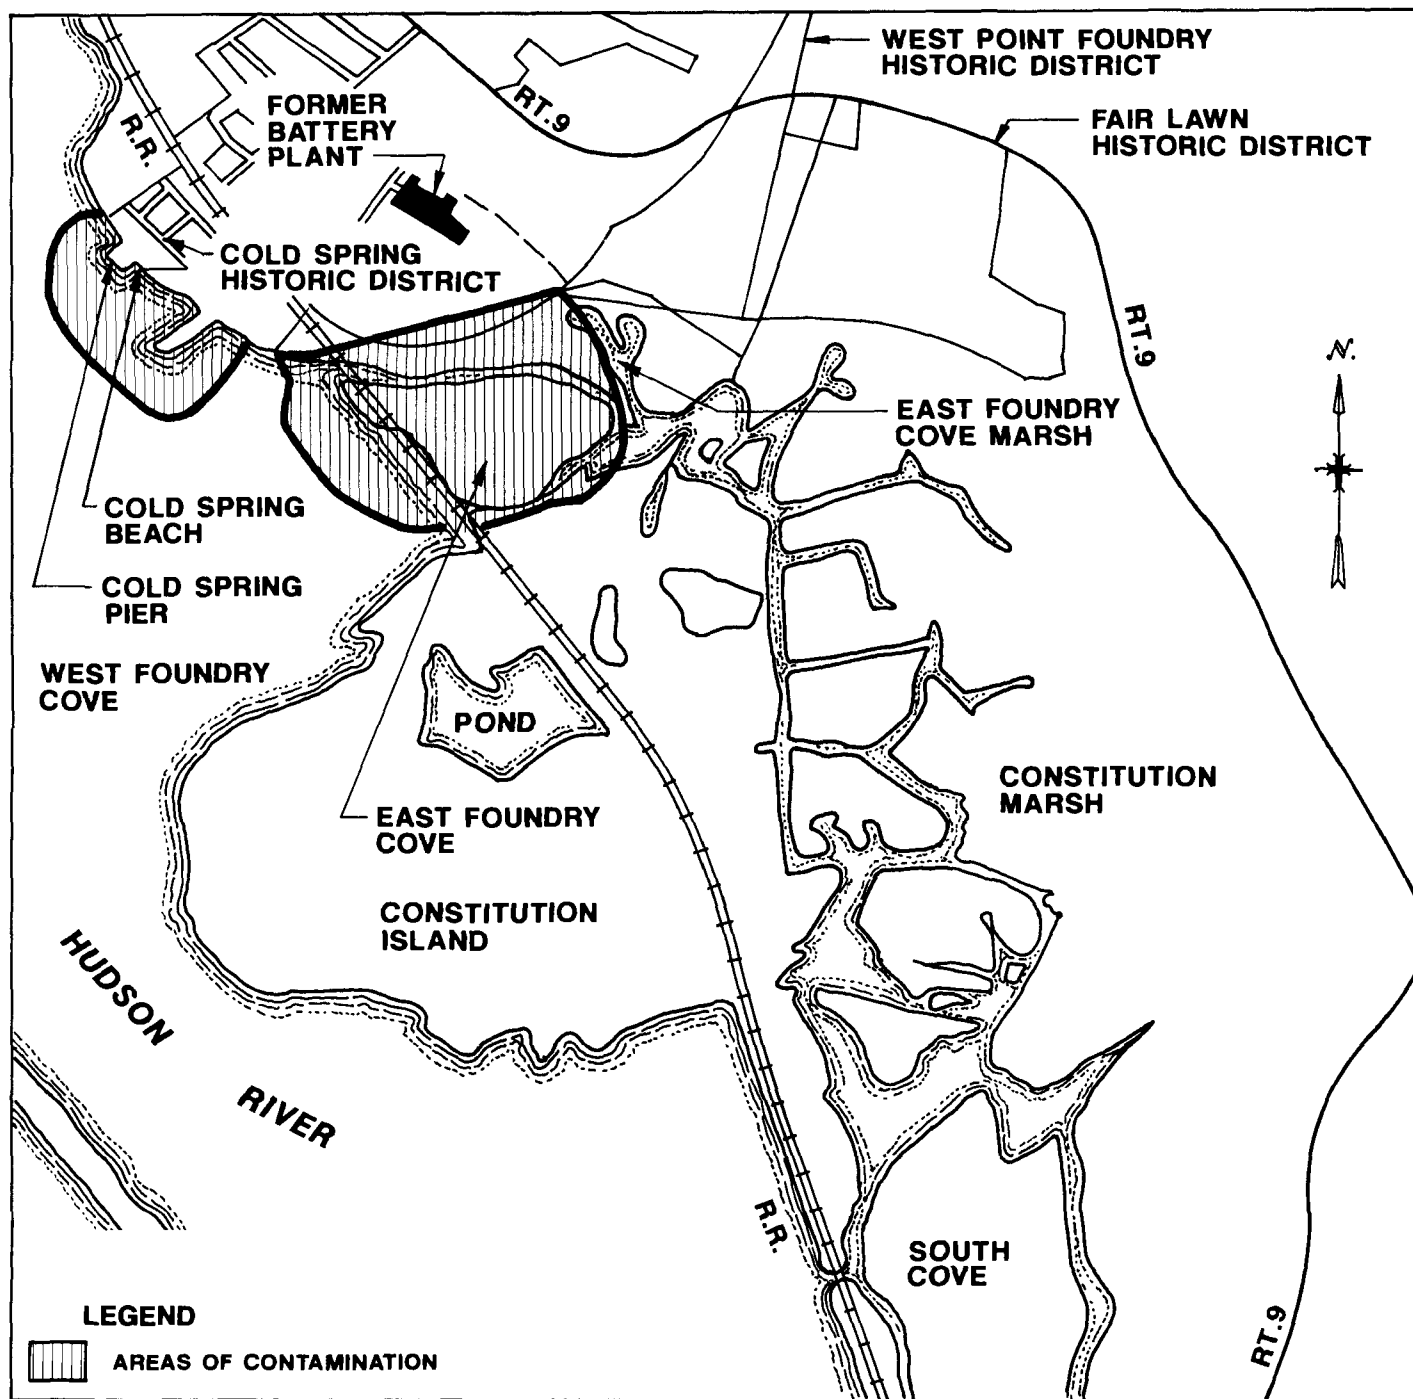 WEST POINT FOUNDRY
HISTORIC DISTRICT
RT.9
FORMER
BATTERY
PLANT
R.R.
FAIR LAWN
HISTORIC DISTRICT
COLD SPRING
HISTORIC DISTRICT
RT.9
N.
EAST FOUNDRY
COVE MARSH
COLD SPRING
BEACH
COLD SPRING
PIER
WEST FOUNDRY
COVE
POND
CONSTITUTION
MARSH
EAST FOUNDRY
COVE
CONSTITUTION
ISLAND
HUDSON
RIVER
R.R.
SOUTH
COVE
RT.9
LEGEND
AREAS OF CONTAMINATION